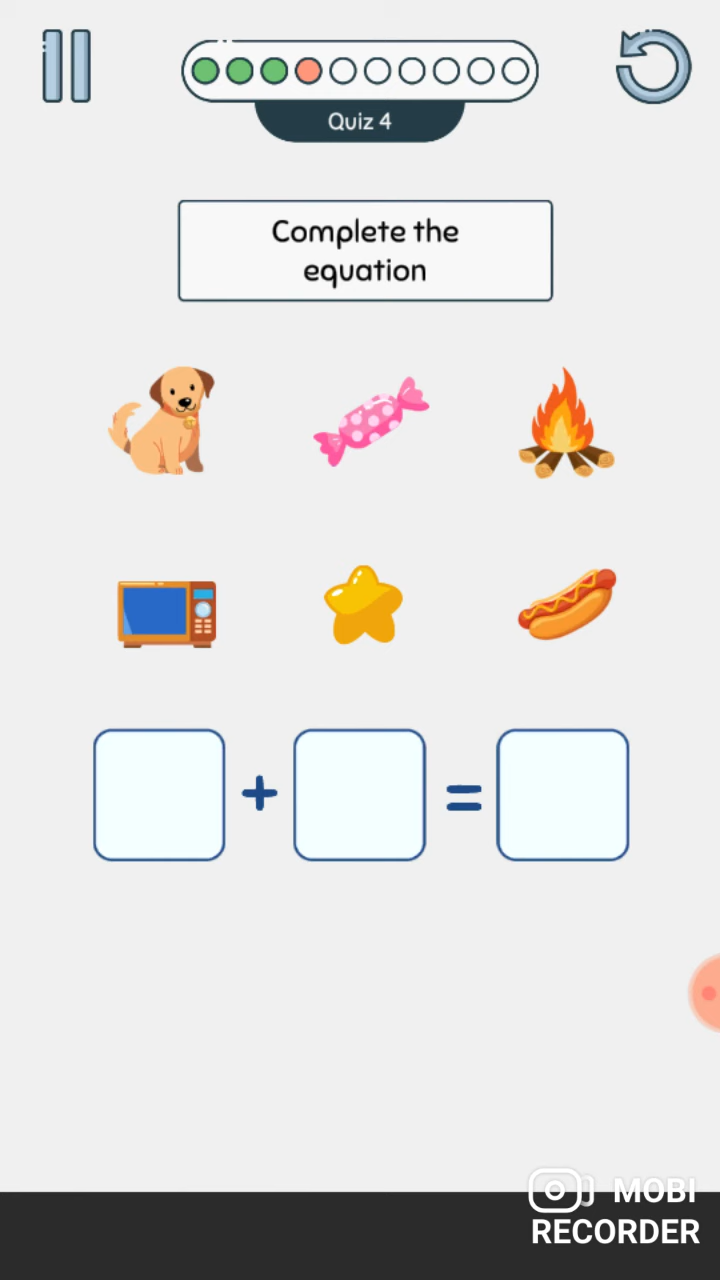 Quiz 4
Complete the
equation
+
=
MOBI
RECORDER